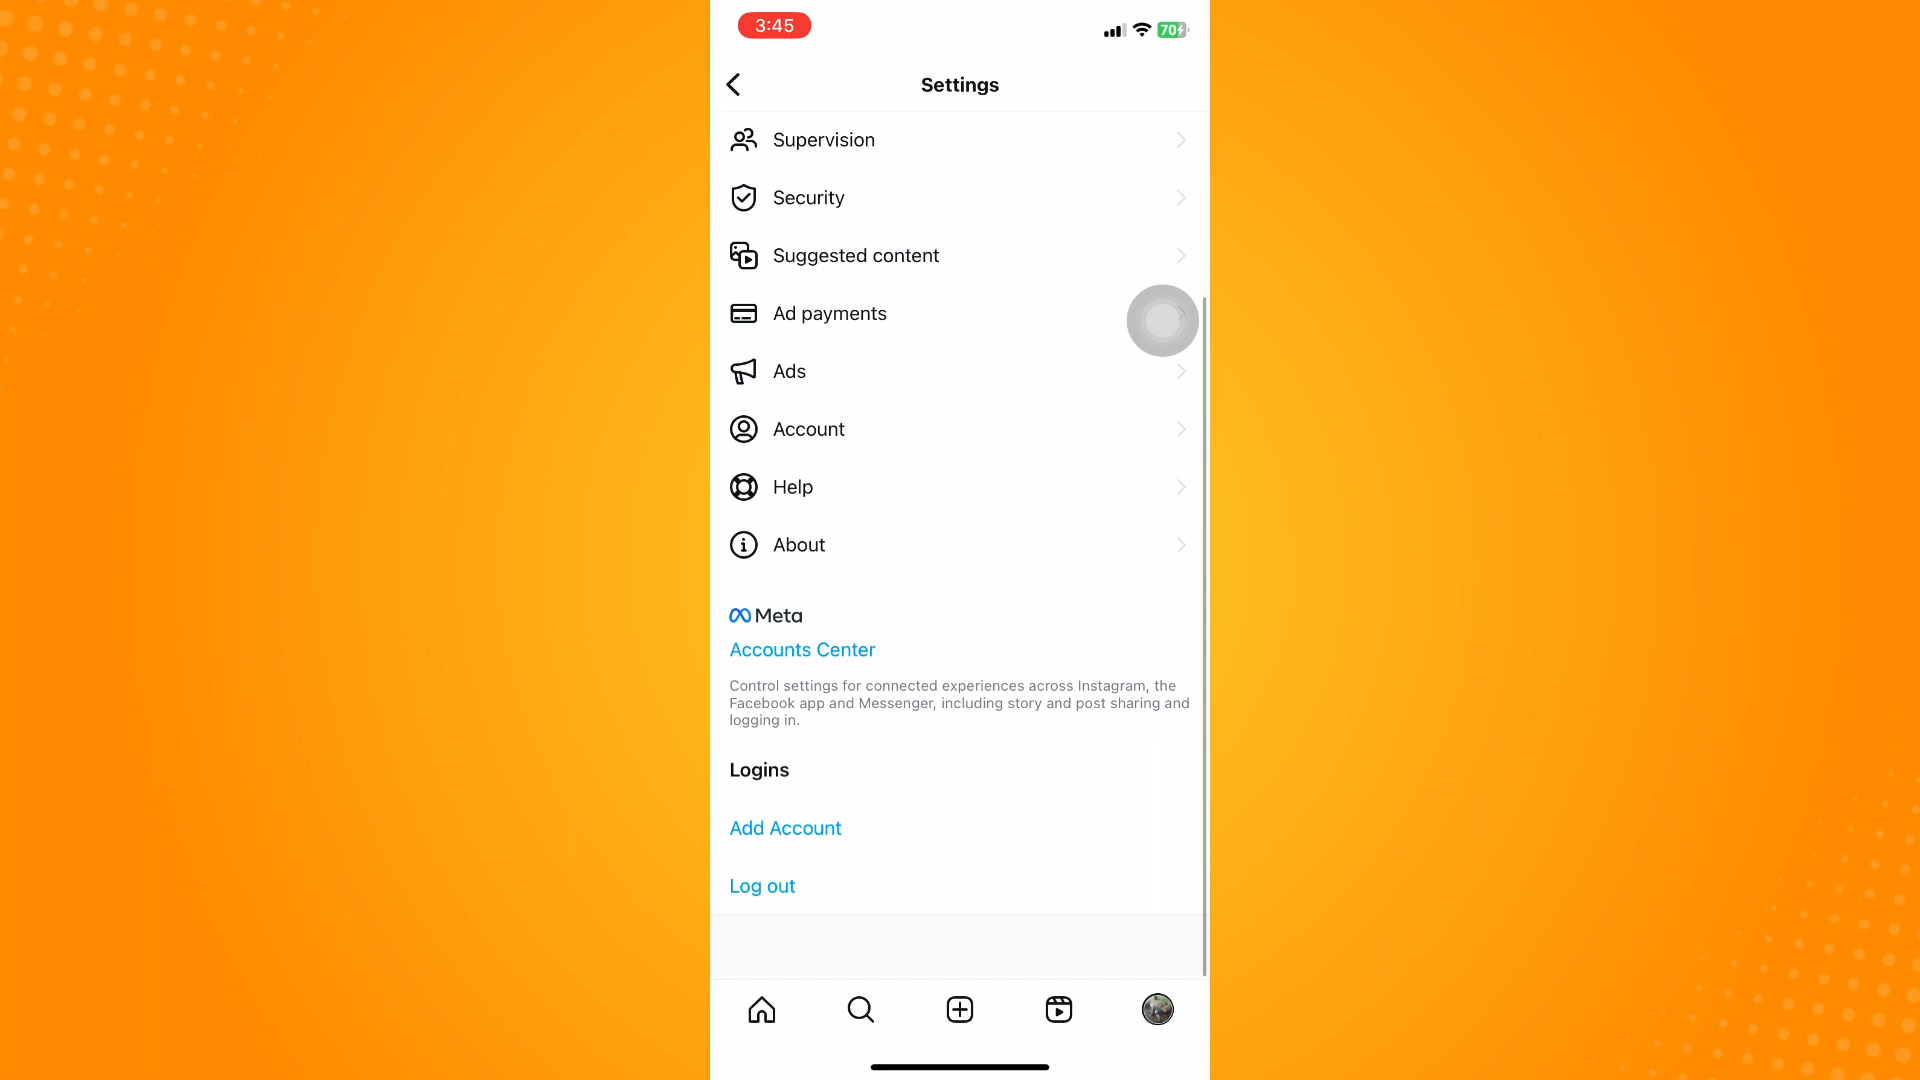 3:45
70
Settings
Supervision
Security
Suggested content
Ad payments
Ads
Account
Help
About
Meta
Accounts Center
Control settings for connected experiences across Instagram, the
Facebook app and Messenger, including story and post sharing and
logging in.
Logins
Add Account
Log out